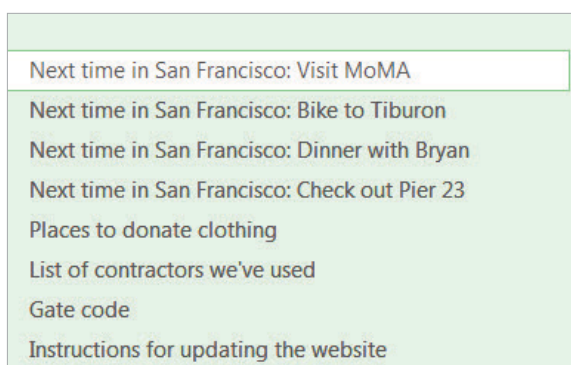 Next time in San Francisco: Visit MoMA
Next time in San Francisco: Bike to Tiburon
Next time in San Francisco: Dinner with Bryan
Next time in San Francisco: Check out Pier 23
Places to donate clothing
List of contractors we've used
Gate code
Instructions for updating the website